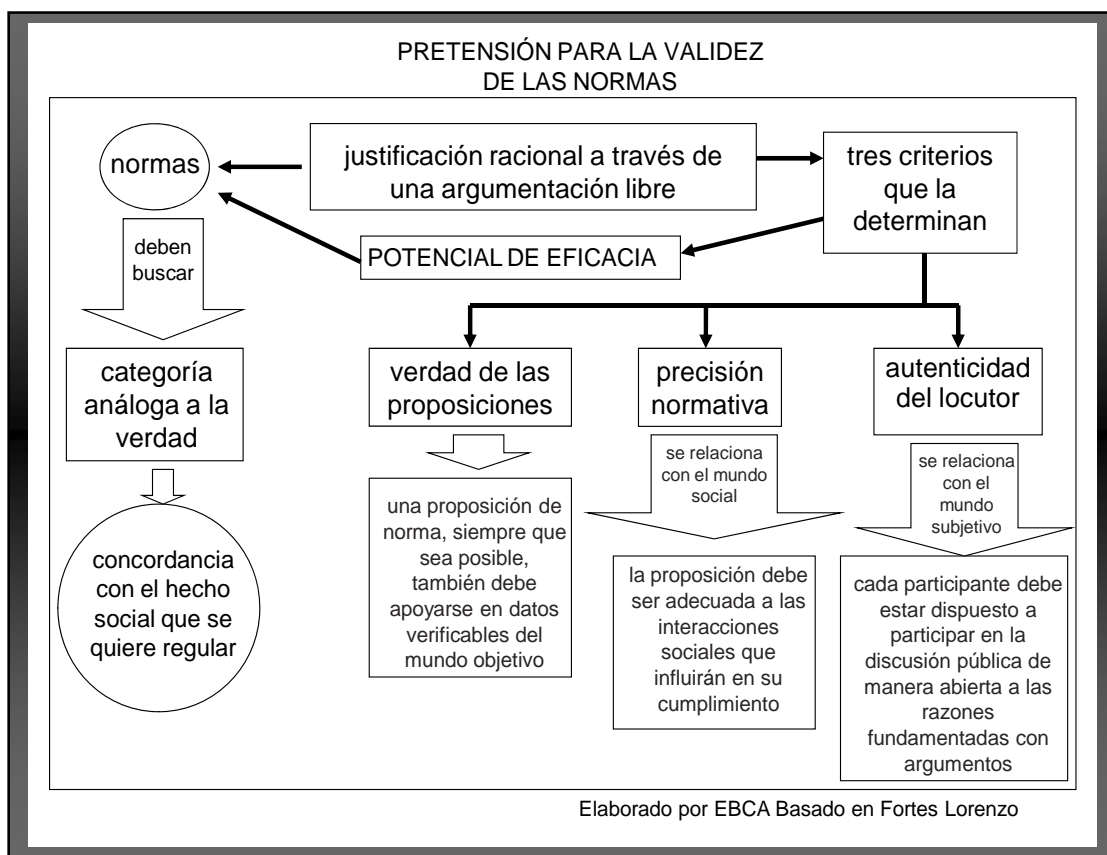 PRETENSIÓN PARA LA VALIDEZ
DE LAS NORMAS
normas
justificación racional a través de
una argumentación libre
tres criterios
que la
determinan
deben
buscar
POTENCIAL DE EFICACIA
categoría
análoga a la
verdad
verdad de las
proposiciones
precisión
normativa
autenticidad
del locutor
se relaciona
con el mundo
social
se relaciona
con el
mundo
subjetivo
concordancia
con el hecho
social que se
quiere regular
una proposición de
norma, siempre que
sea posible,
también debe
apoyarse en datos
verificables del
mundo objetivo
la proposición debe
ser adecuada a las
interacciones
sociales que
influirán en su
cumplimiento
cada participante debe
estar dispuesto a
participar en la
discusión pública de
manera abierta a las
razones
fundamentadas con
argumentos
Elaborado por EBCA Basado en Fortes Lorenzo